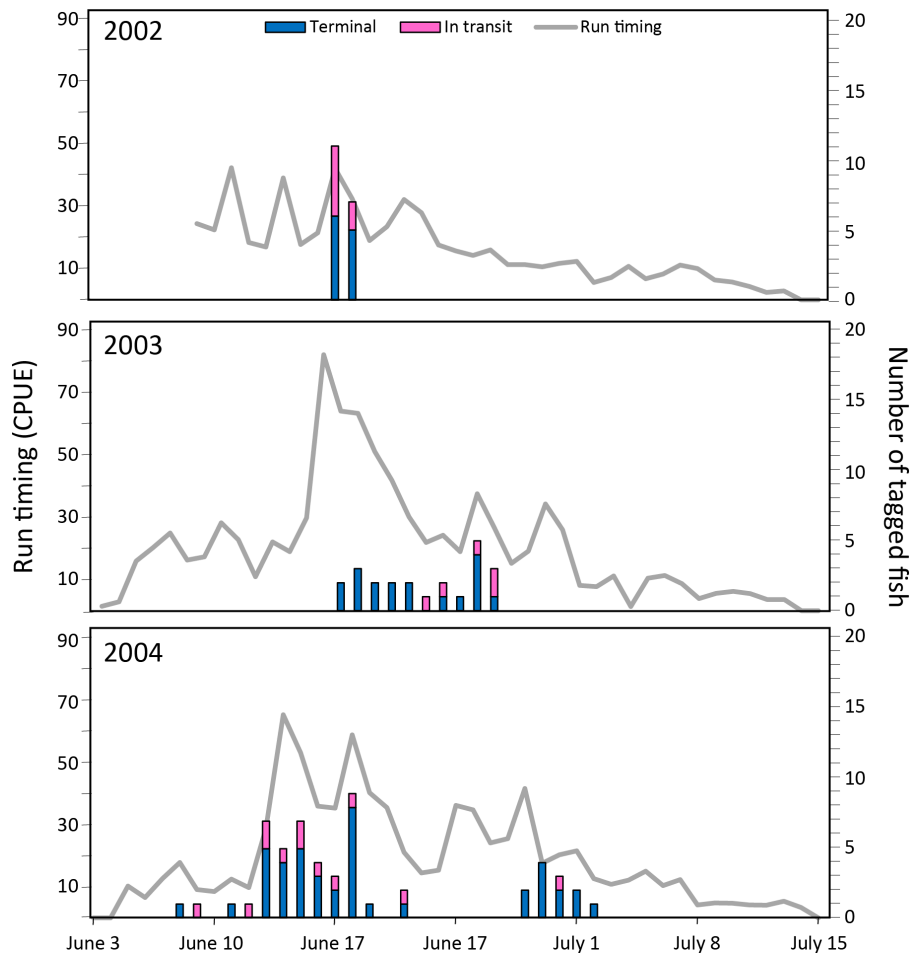 2002
Terminal
In transit
Run timing
90
70
50
30
10
20
15
10
5
0
2003
90
70
50
30
10
20
15
10
5
0
Run timing (CPUE)
Number of tagged fish
2004
90
70
50
30
10
20
15
10
5
0
June 3
June 10
June 17
June 17
July 1
July 8
July 15